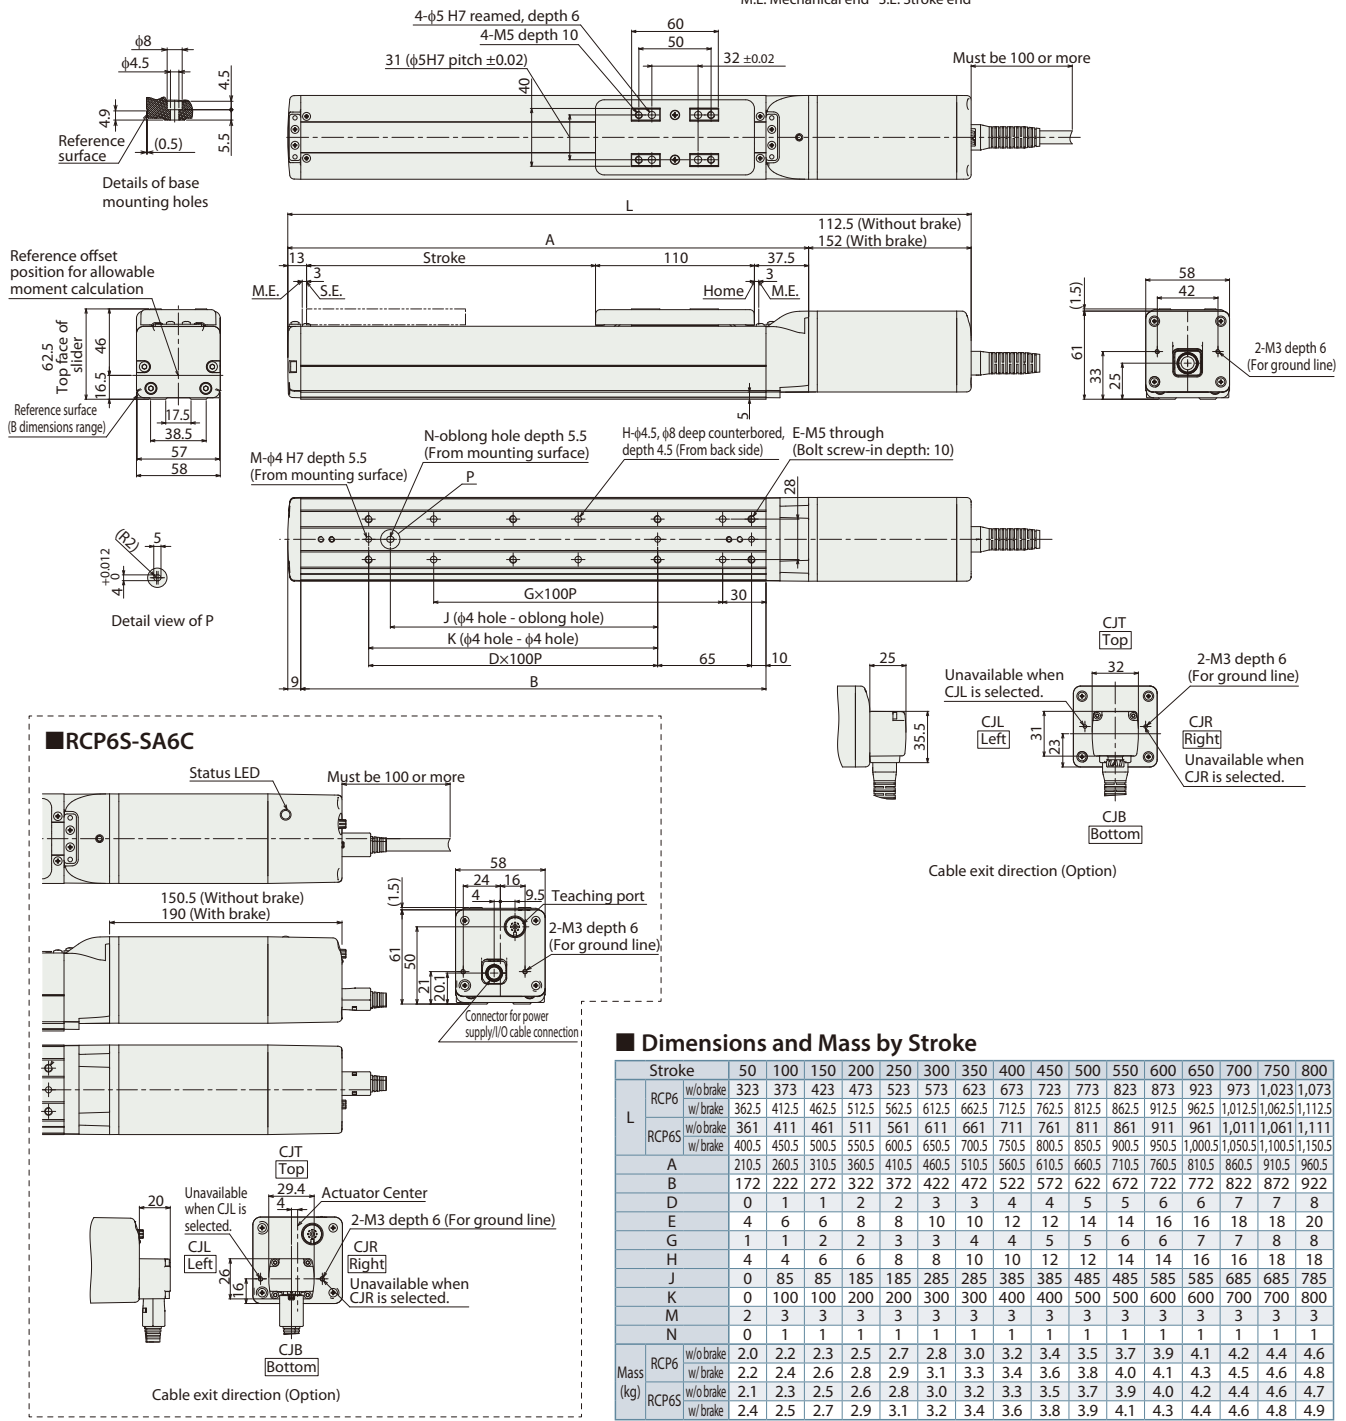 M.E. Mechanical end S.E. Stroke end
4-ϕ5 H7 reamed, depth 6
4-M5 depth 10
31 (ϕ5H7 pitch ±0.02)
60
50
32 ±0.02
40
Must be 100 or more
ϕ8
ϕ4.5
4.5
4.9
5.5
Reference
surface
(0.5)
Details of base
mounting holes
L
A
112.5 (Without brake)
152 (With brake)
13
Stroke
110
37.5
3
3
M.E.
S.E.
Home
M.E.
5
Reference offset
position for allowable
moment calculation
62.5
Top face of
slider
46
16.5
Reference surface
(B dimensions range)
17.5
38.5
57
58
58
42
(1.5)
61
33
25
2-M3 depth 6
(For ground line)
M-ϕ4 H7 depth 5.5
(From mounting surface)
N-oblong hole depth 5.5
(From mounting surface)
P
H-ϕ4.5, ϕ8 deep counterbored,
depth 4.5 (From back side)
E-M5 through
(Bolt screw-in depth: 10)
28
G×100P
30
J (ϕ4 hole - oblong hole)
K (ϕ4 hole - ϕ4 hole)
D×100P
65
10
9
B
(R2)
5
4 +0.012 0
Detail view of P
25
35.5
CJT
Top
32
Unavailable when
CJL is selected.
2-M3 depth 6
(For ground line)
CJL
Left
31
23
CJR
Right
Unavailable when
CJR is selected.
CJB
Bottom
Cable exit direction (Option)
■RCP6S-SA6C
Status LED
Must be 100 or more
150.5 (Without brake)
190 (With brake)
58
24
16
4
9.5
(1.5)
61
50
21
20.1
Teaching port
2-M3 depth 6
(For ground line)
Connector for power
supply/I/O cable connection
20
CJT
Top
29.4
4
Actuator Center
Unavailable
when CJL is
selected.
2-M3 depth 6 (For ground line)
CJL
Left
26
16
CJR
Right
Unavailable when
CJR is selected.
CJB
Bottom
Cable exit direction (Option)
■ Dimensions and Mass by Stroke
Stroke 50 100 150 200 250 300 350 400 450 500 550 600 650 700 750 800
L RCP6 w/o brake 323 373 423 473 523 573 623 673 723 773 823 873 923 973 1,023 1,073
w/ brake 362.5 412.5 462.5 512.5 562.5 612.5 662.5 712.5 762.5 812.5 862.5 912.5 962.5 1,012.5 1,062.5 1,112.5
RCP6S w/o brake 361 411 461 511 561 611 661 711 761 811 861 911 961 1,011 1,061 1,111
w/ brake 400.5 450.5 500.5 550.5 600.5 650.5 700.5 750.5 800.5 850.5 900.5 950.5 1,000.5 1,050.5 1,100.5 1,150.5
A 210.5 260.5 310.5 360.5 410.5 460.5 510.5 560.5 610.5 660.5 710.5 760.5 810.5 860.5 910.5 960.5
B 172 222 272 322 372 422 472 522 572 622 672 722 772 822 872 922
D 0 1 1 2 2 3 3 4 4 5 5 6 6 7 7 8
E 4 6 6 8 8 10 10 12 12 14 14 16 16 18 18 20
G 1 1 2 2 3 3 4 4 5 5 6 6 7 7 8 8
H 4 4 6 6 8 8 10 10 12 12 14 14 16 16 18 18
J 0 85 85 185 185 285 285 385 385 485 485 585 585 685 685 785
K 0 100 100 200 200 300 300 400 400 500 500 600 600 700 700 800
M 2 3 3 3 3 3 3 3 3 3 3 3 3 3 3 3
N 0 1 1 1 1 1 1 1 1 1 1 1 1 1 1 1
Mass (kg) RCP6 w/o brake 2.0 2.2 2.3 2.5 2.7 2.8 3.0 3.2 3.4 3.5 3.7 3.9 4.1 4.2 4.4 4.6
w/ brake 2.2 2.4 2.6 2.8 2.9 3.1 3.3 3.4 3.6 3.8 4.0 4.1 4.3 4.5 4.6 4.8
RCP6S w/o brake 2.1 2.3 2.5 2.6 2.8 3.0 3.2 3.3 3.5 3.7 3.9 4.0 4.2 4.4 4.6 4.7
w/ brake 2.4 2.5 2.7 2.9 3.1 3.2 3.4 3.6 3.8 3.9 4.1 4.3 4.4 4.6 4.8 4.9